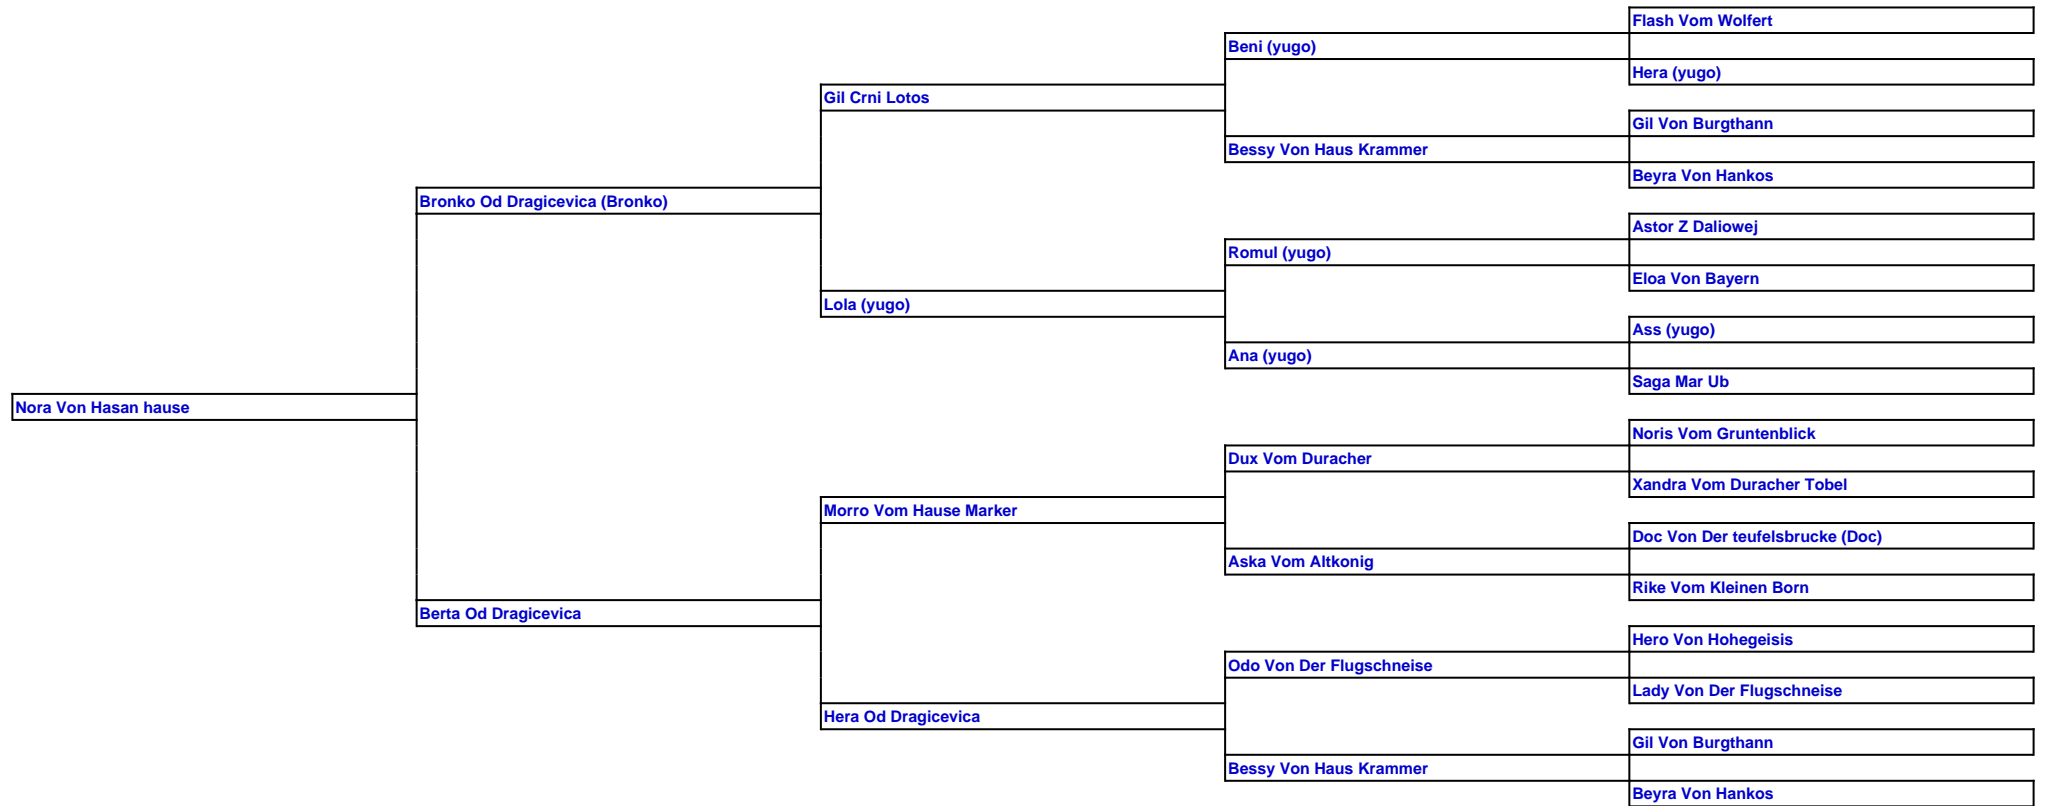 Flash Vom Wolfert
Beni (yugo)
Hera (yugo)
Gil Crni Lotos
Gil Von Burgthann
Bessy Von Haus Krammer
Beyra Von Hankos
Bronko Od Dragicevica (Bronko)
Astor Z Daliowej
Romul (yugo)
Eloa Von Bayern
Lola (yugo)
Ass (yugo)
Ana (yugo)
Saga Mar Ub
Nora Von Hasan hause
Noris Vom Gruntenblick
Dux Vom Duracher
Xandra Vom Duracher Tobel
Morro Vom Hause Marker
Doc Von Der teufelsbrucke (Doc)
Aska Vom Altkonig
Rike Vom Kleinen Born
Berta Od Dragicevica
Hero Von Hohegeisis
Odo Von Der Flugschneise
Lady Von Der Flugschneise
Hera Od Dragicevica
Gil Von Burgthann
Bessy Von Haus Krammer
Beyra Von Hankos